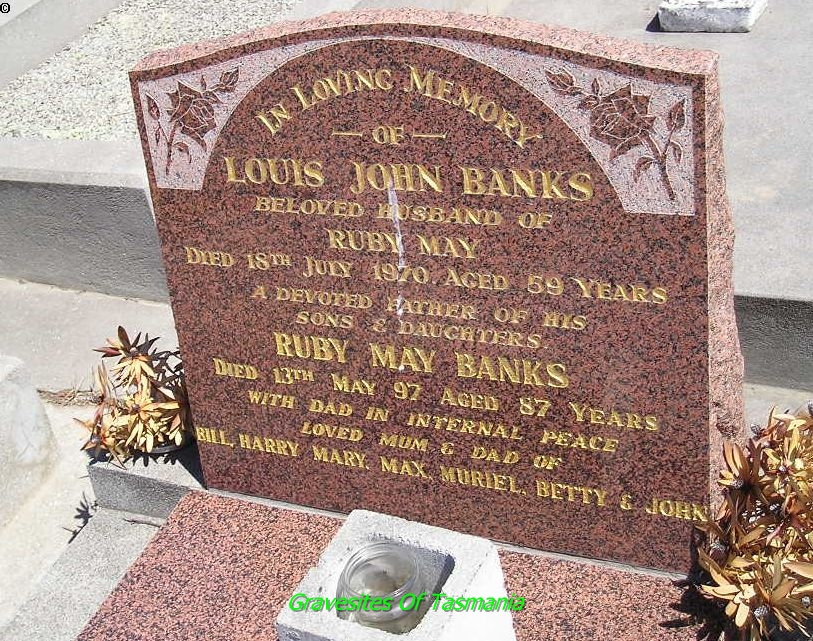 ©
IN LOVING MEMORY
— OF —
LOUIS JOHN BANKS
BELOVED HUSBAND OF
RUBY MAY
DIED 18TH JULY 1970. AGED 59 YEARS
A DEVOTED FATHER OF HIS
SONS & DAUGHTERS.
RUBY MAY BANKS
DIED 13TH MAY 97 AGED 87 YEARS
WITH DAD IN INTERNAL PEACE
LOVED MUM & DAD OF
BILL, HARRY MARY, MAX, MURIEL, BETTY & JOHN
Gravesites Of Tasmania